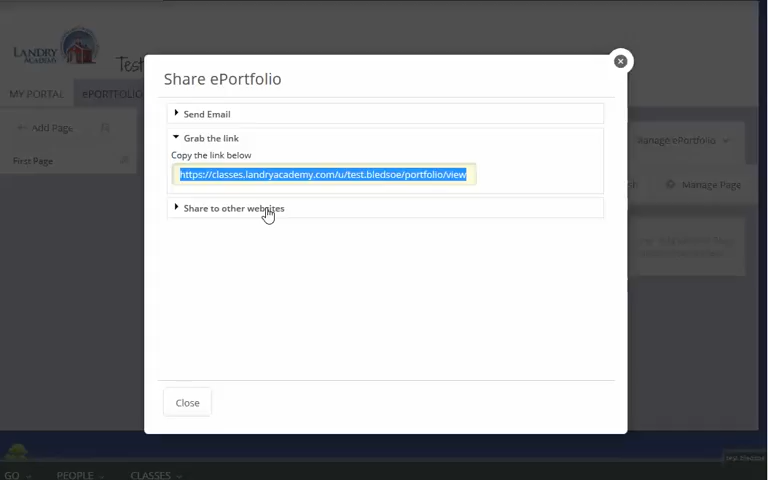 LANDRY
ACADEMY
Test
MY PORTAL
EPORTFOLIO
Add Page
First Page
Share ePortfolio
Send Email
Grab the link
Copy the link below
https://classes.landryacademy.com/u/test.bledsoe/portfolio/view
Share to other websites
Close
Manage ePortfolio
Manage Page
GO
PEOPLE
CLASSES